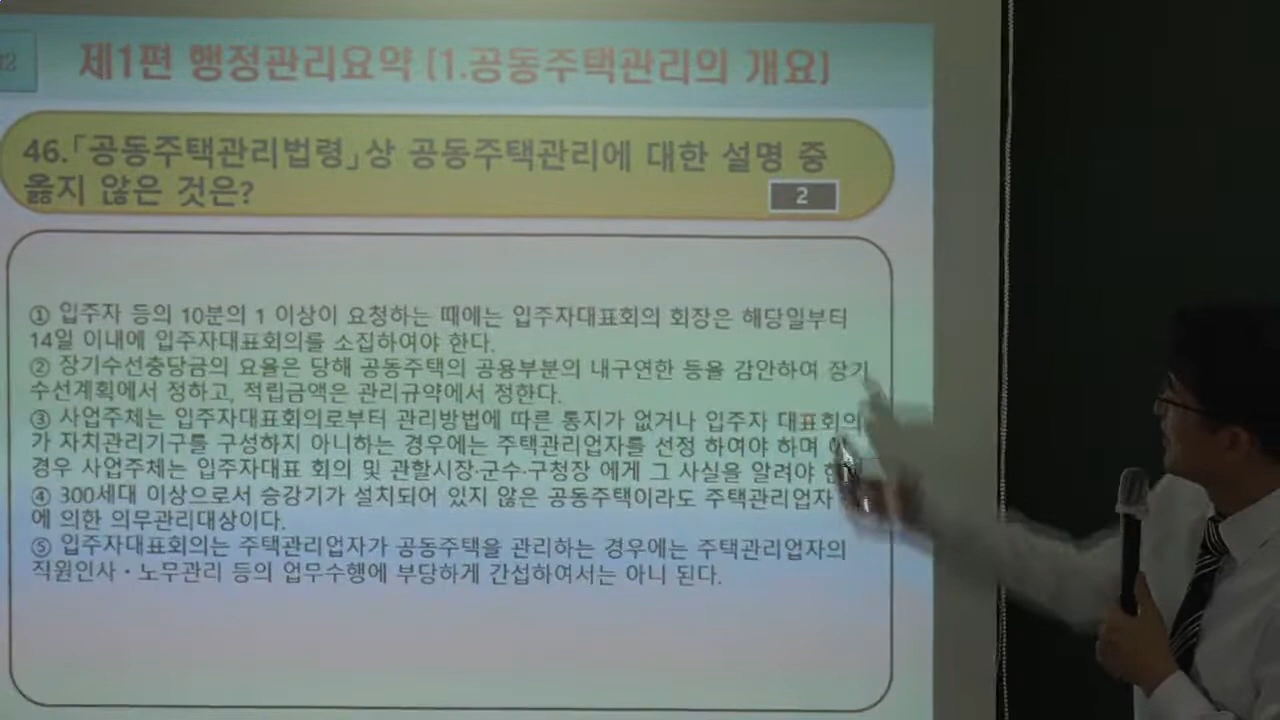 제1편 행정관리요약 (1.공동주택관리의 개요)
46.「공동주택관리법령」상 공동주택관리에 대한 설명 중
옳지 않은 것은?
2
① 입주자 등의 10분의 1 이상이 요청하는 때에는 입주자대표회의 회장은 해당일부터
14일 이내에 입주자대표회의를 소집하여야 한다.
② 장기수선충당금의 요율은 당해 공동주택의 공용부분의 내구연한 등을 감안하여 장기
수선계획에서 정하고, 적립금액은 관리규약에서 정한다.
③ 사업주체는 입주자대표회의로부터 관리방법에 따른 통지가 없거나 입주자 대표회의
가 자치관리기구를 구성하지 아니하는 경우에는 주택관리업자를 선정 하여야 하며
경우 사업주체는 입주자대표 회의 및 관할시장·군수·구청장 에게 그 사실을 알려야
④ 300세대 이상으로서 승강기가 설치되어 있지 않은 공동주택이라도 주택관리업자
에 의한 의무관리대상이다.
⑤ 입주자대표회의는 주택관리업자가 공동주택을 관리하는 경우에는 주택관리업자의
직원인사·노무관리 등의 업무수행에 부당하게 간섭하여서는 아니 된다.